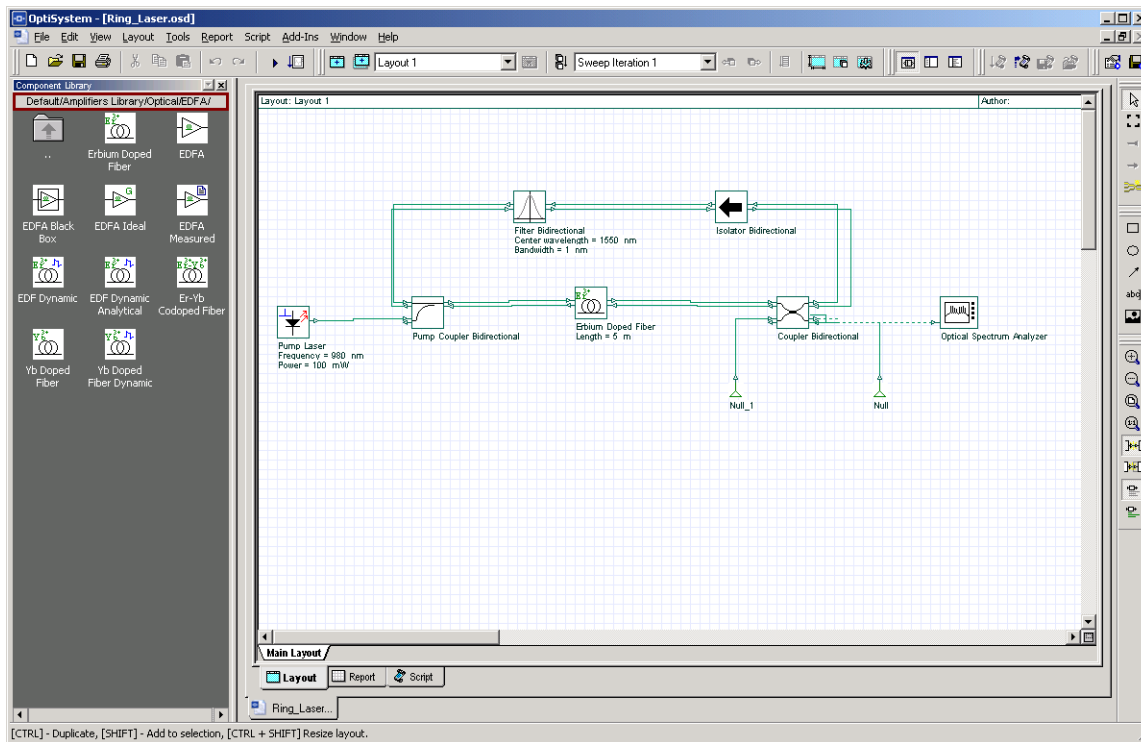 OptiSystem - [Ring_Laser.osd]
File Edit View Layout Tools Report Script Add-Ins Window Help
Layout 1
Sweep Iteration 1
Component Library
Default/Amplifiers Library/Optical/EDFA/
..
Erbium Doped
Fiber
EDFA
EDFA Black
Box
EDFA Ideal
EDFA
Measured
EDF Dynamic
EDF Dynamic
Analytical
Er-Yb
Codoped Fiber
Yb Doped
Fiber
Yb Doped
Fiber Dynamic
Layout: Layout 1
Author:
Filter Bidirectional
Center wavelength = 1550 nm
Bandwidth = 1 nm
Isolator Bidirectional
Pump Laser
Frequency = 980 nm
Power = 100 mW
Pump Coupler Bidirectional
Erbium Doped Fiber
Length = 5 m
Coupler Bidirectional
Optical Spectrum Analyzer
Null_1
Null
Main Layout
Layout
Report
Script
Ring_Laser...
[CTRL] - Duplicate, [SHIFT] - Add to selection, [CTRL + SHIFT] Resize layout.